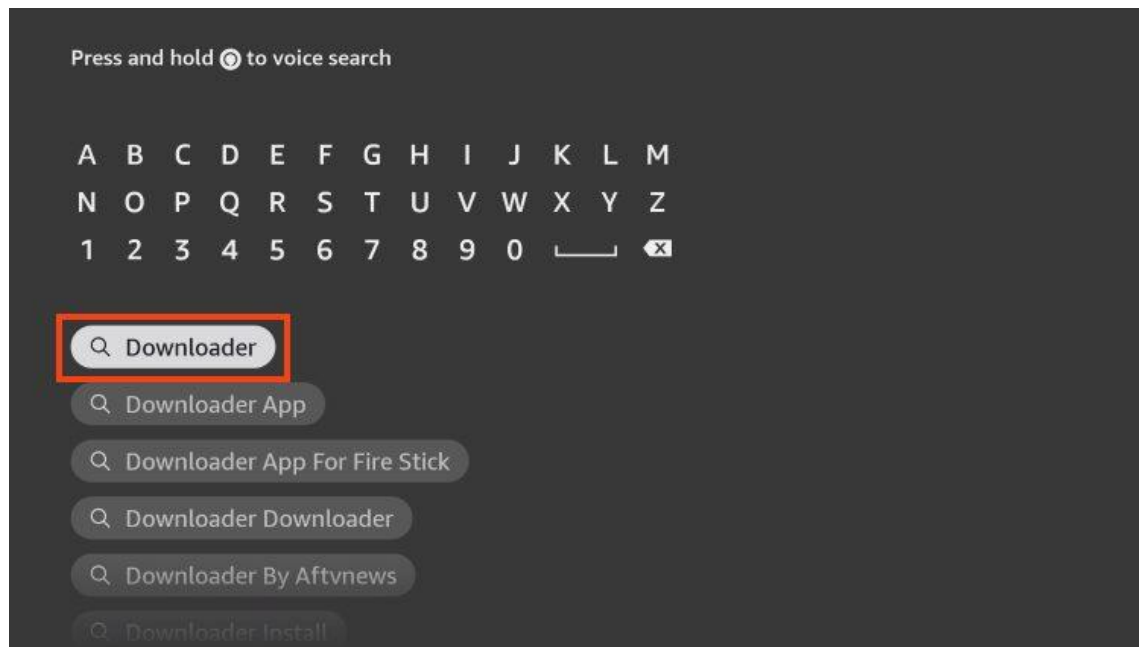 Press and hold to voice search
A B C D E F G H I J K L M
N O P Q R S T U V W X Y Z
1 2 3 4 5 6 7 8 9 0
Downloader
Downloader App
Downloader App For Fire Stick
Downloader Downloader
Downloader By Aftvnews
Downloader Install